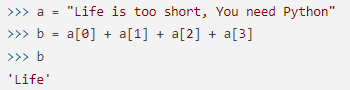 >>> a = "Life is too short, You need Python"
>>> b = a[0] + a[1] + a[2] + a[3]
>>> b
'Life'